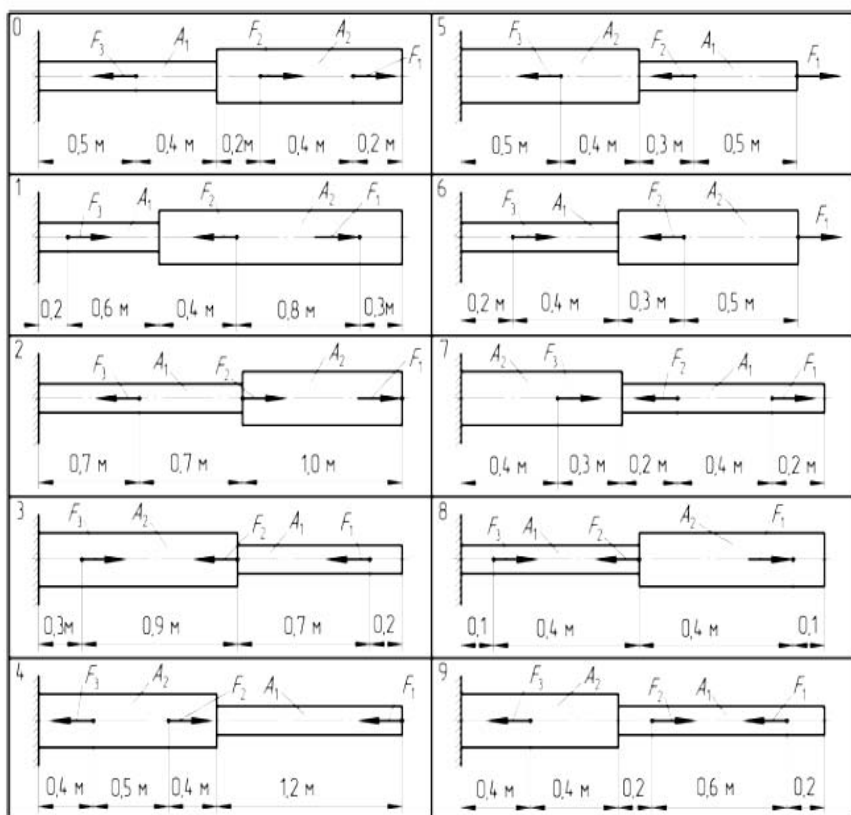 0 F₃ A₁ F₂ A₂ F₁
0,5 м 0,4 м 0,2м 0,4 м 0,2 м
5 F₃ A₂ F₂ A₁ F₁
0,5 м 0,4 м 0,3 м 0,5 м
1 F₃ A₁ F₂ A₂ F₁
0,2 0,6 м 0,4 м 0,8 м 0,3м
6 F₃ A₁ F₂ A₂ F₁
0,2 м 0,4 м 0,3 м 0,5 м
2 F₃ A₁ F₂ A₂ F₁
0,7 м 0,7 м 1,0 м
7 A₂ F₃ F₂ A₁ F₁
0,4 м 0,3 м 0,2 м 0,4 м 0,2 м
3 F₃ A₂ F₂ A₁ F₁
0,3м 0,9 м 0,7 м 0,2
8 F₃ A₁ F₂ A₂ F₁
0,1 0,4 м 0,4 м 0,1
4 F₃ A₂ F₂ A₁ F₁
0,4 м 0,5 м 0,4 м 1,2 м
9 F₃ A₂ F₂ A₁ F₁
0,4 м 0,4 м 0,2 0,6 м 0,2